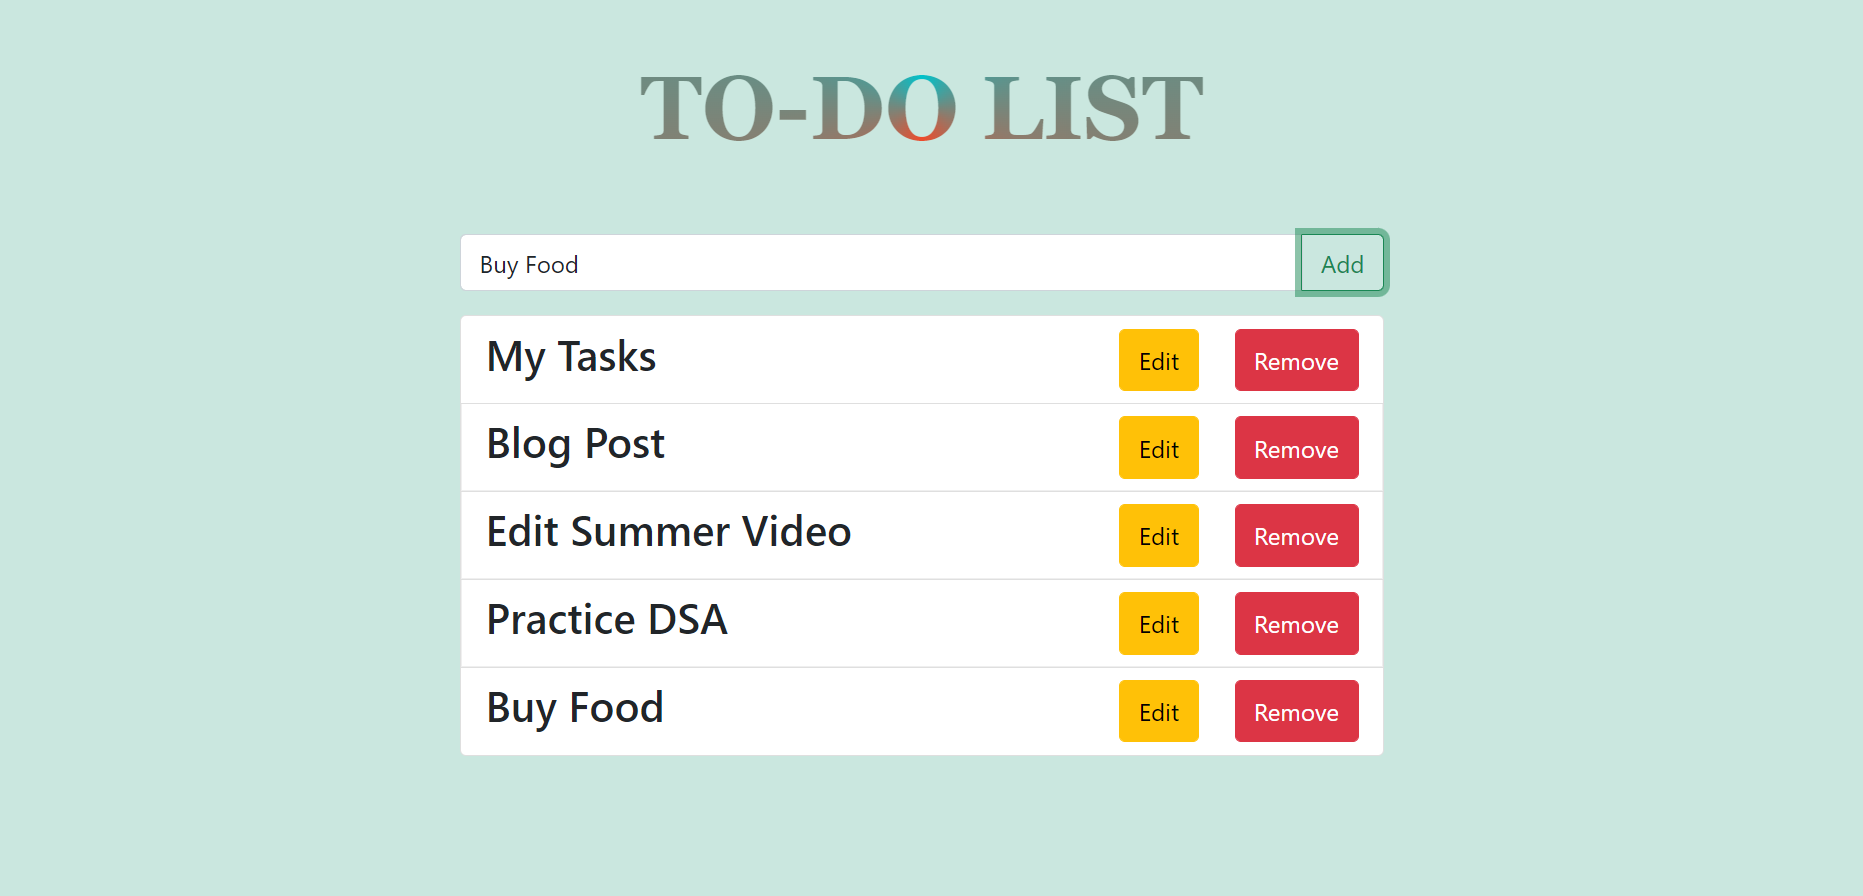 TO-DO LIST
Buy Food Add
My Tasks Edit Remove
Blog Post Edit Remove
Edit Summer Video Edit Remove
Practice DSA Edit Remove
Buy Food Edit Remove